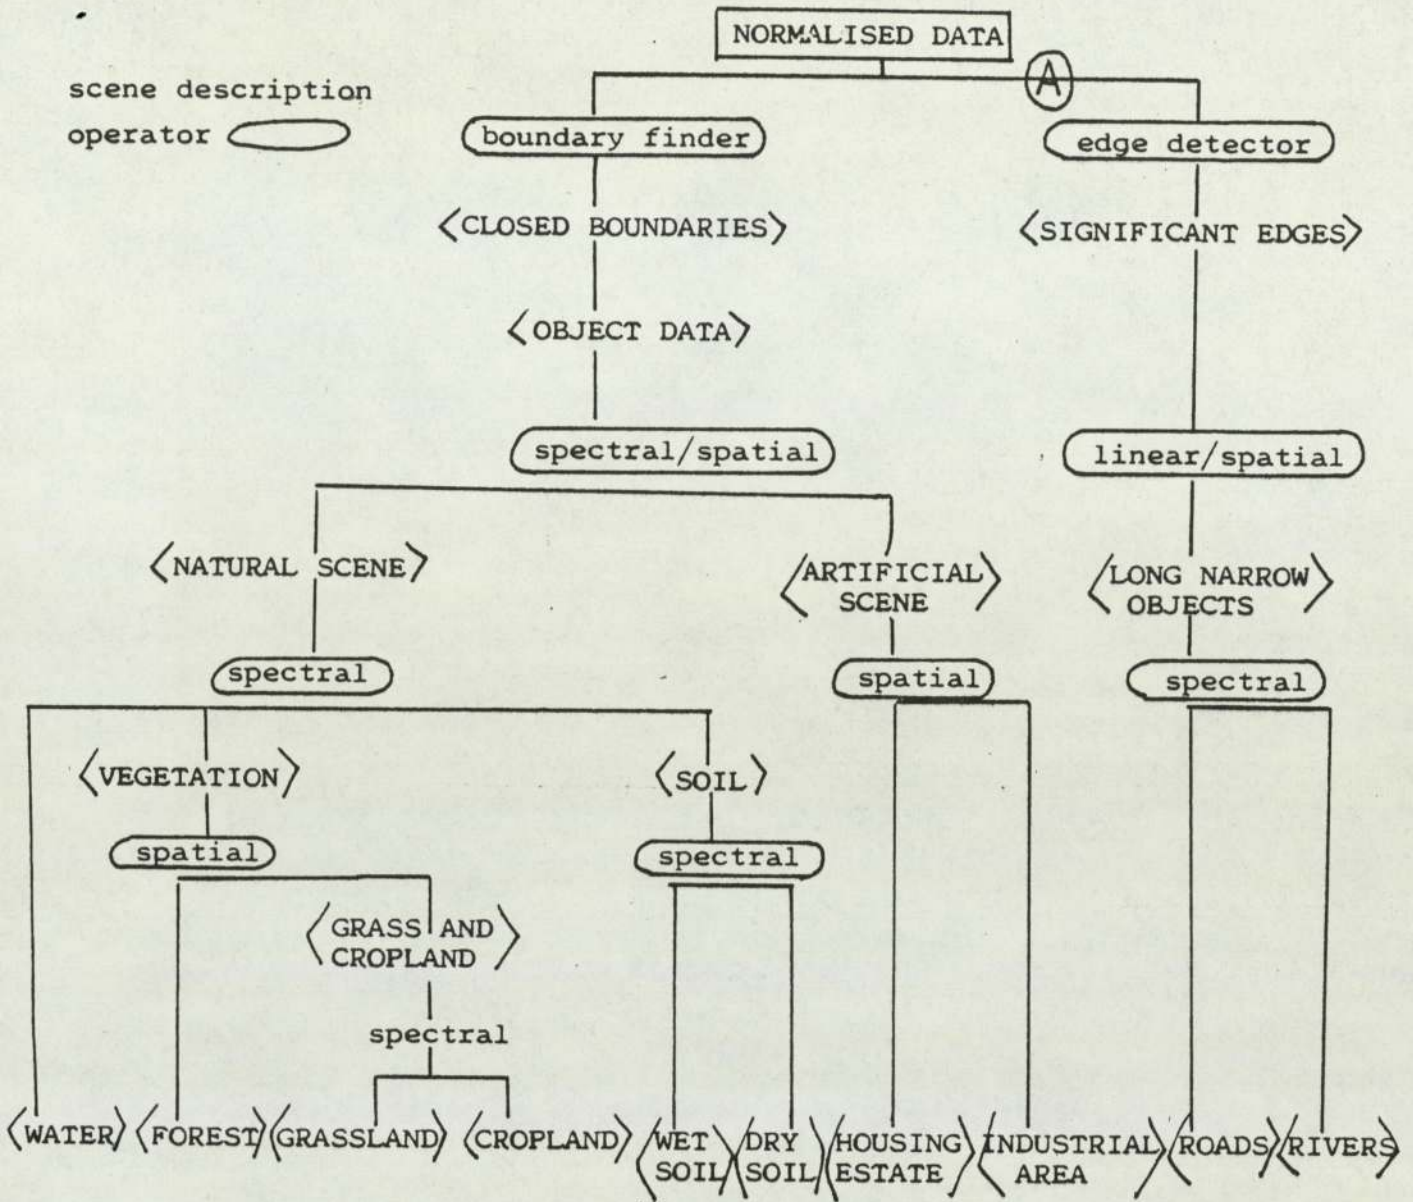 NORMALISED DATA
scene description
operator
A
boundary finder
edge detector
<CLOSED BOUNDARIES>
<SIGNIFICANT EDGES>
<OBJECT DATA>
spectral/spatial
linear/spatial
<NATURAL SCENE>
<ARTIFICIAL
SCENE>
<LONG NARROW
OBJECTS>
spectral
spatial
spectral
<VEGETATION>
<SOIL>
spatial
spectral
<GRASS AND
CROPLAND>
spectral
<WATER>
<FOREST>
<GRASSLAND>
<CROPLAND>
<WET
SOIL>
<DRY
SOIL>
<HOUSING
ESTATE>
<INDUSTRIAL
AREA>
<ROADS>
<RIVERS>